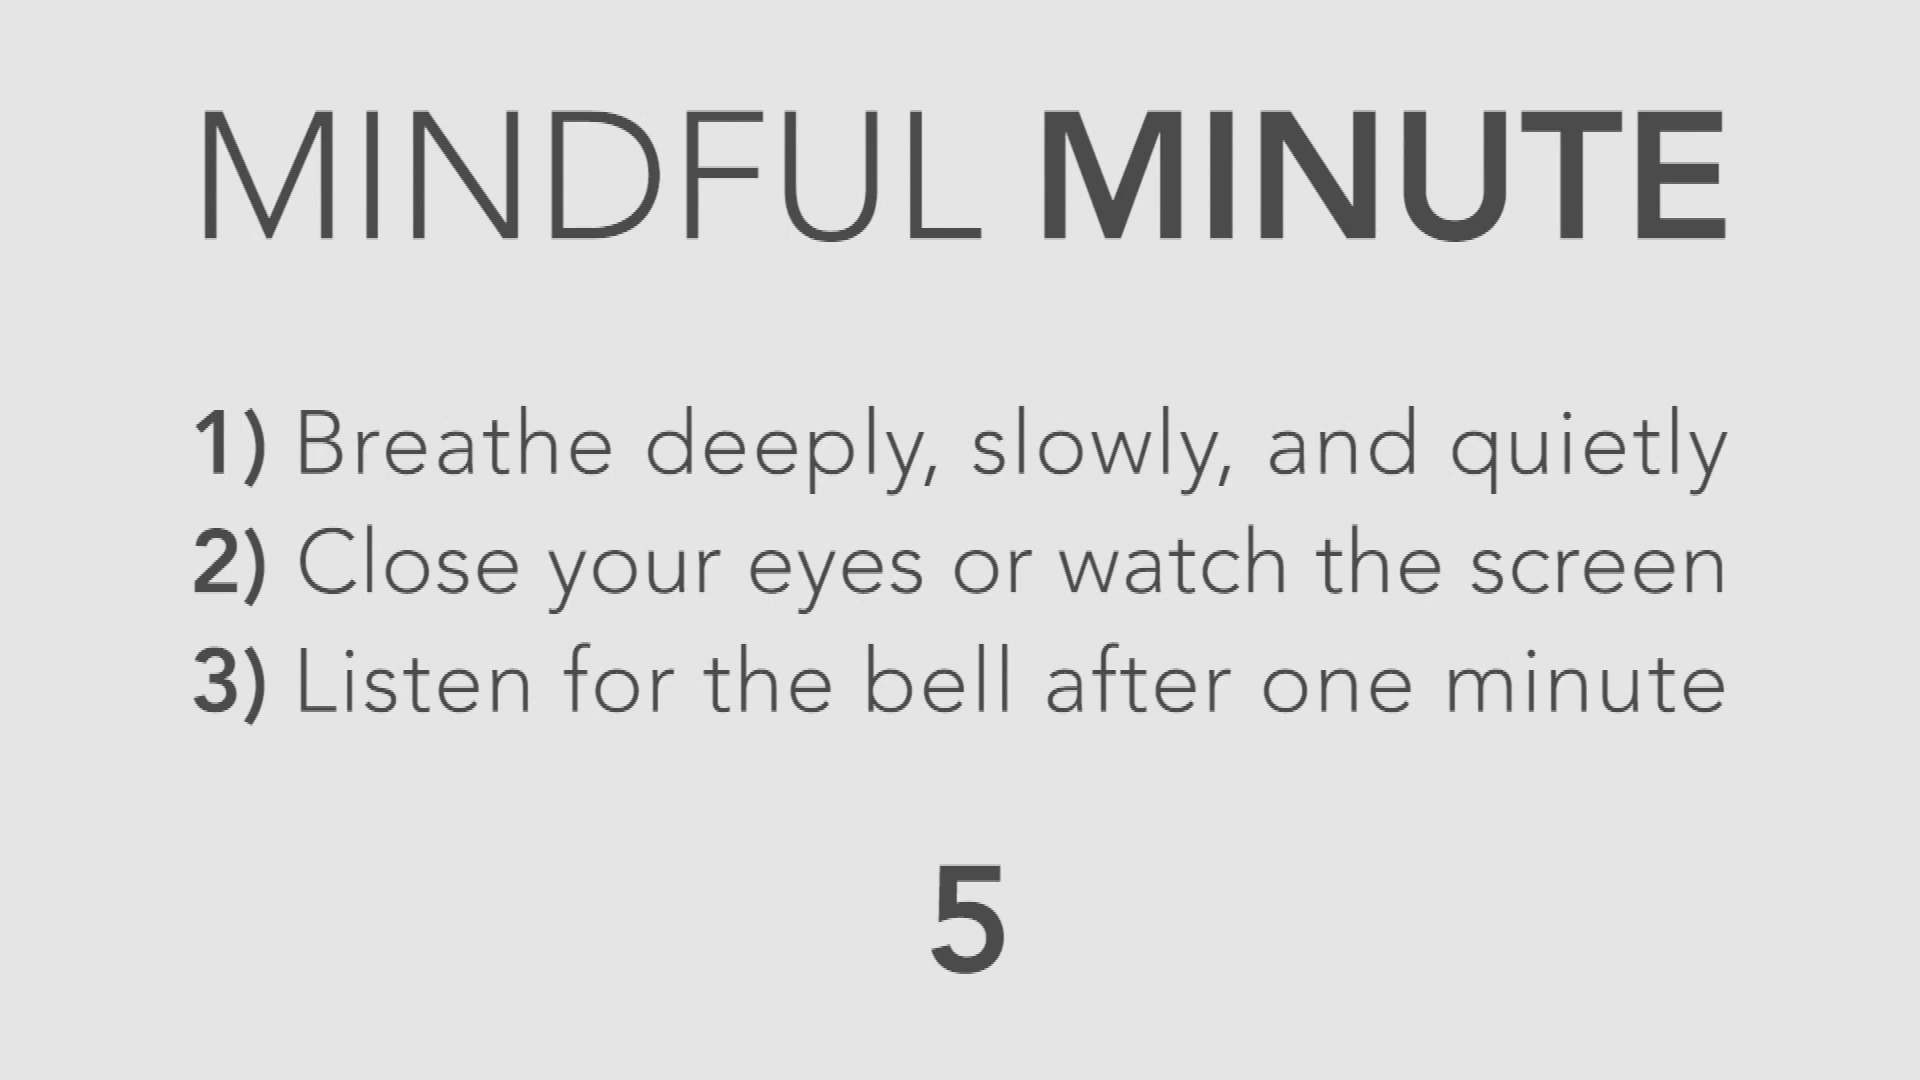 MINDFUL MINUTE
1) Breathe deeply, slowly, and quietly
2) Close your eyes or watch the screen
3) Listen for the bell after one minute
5